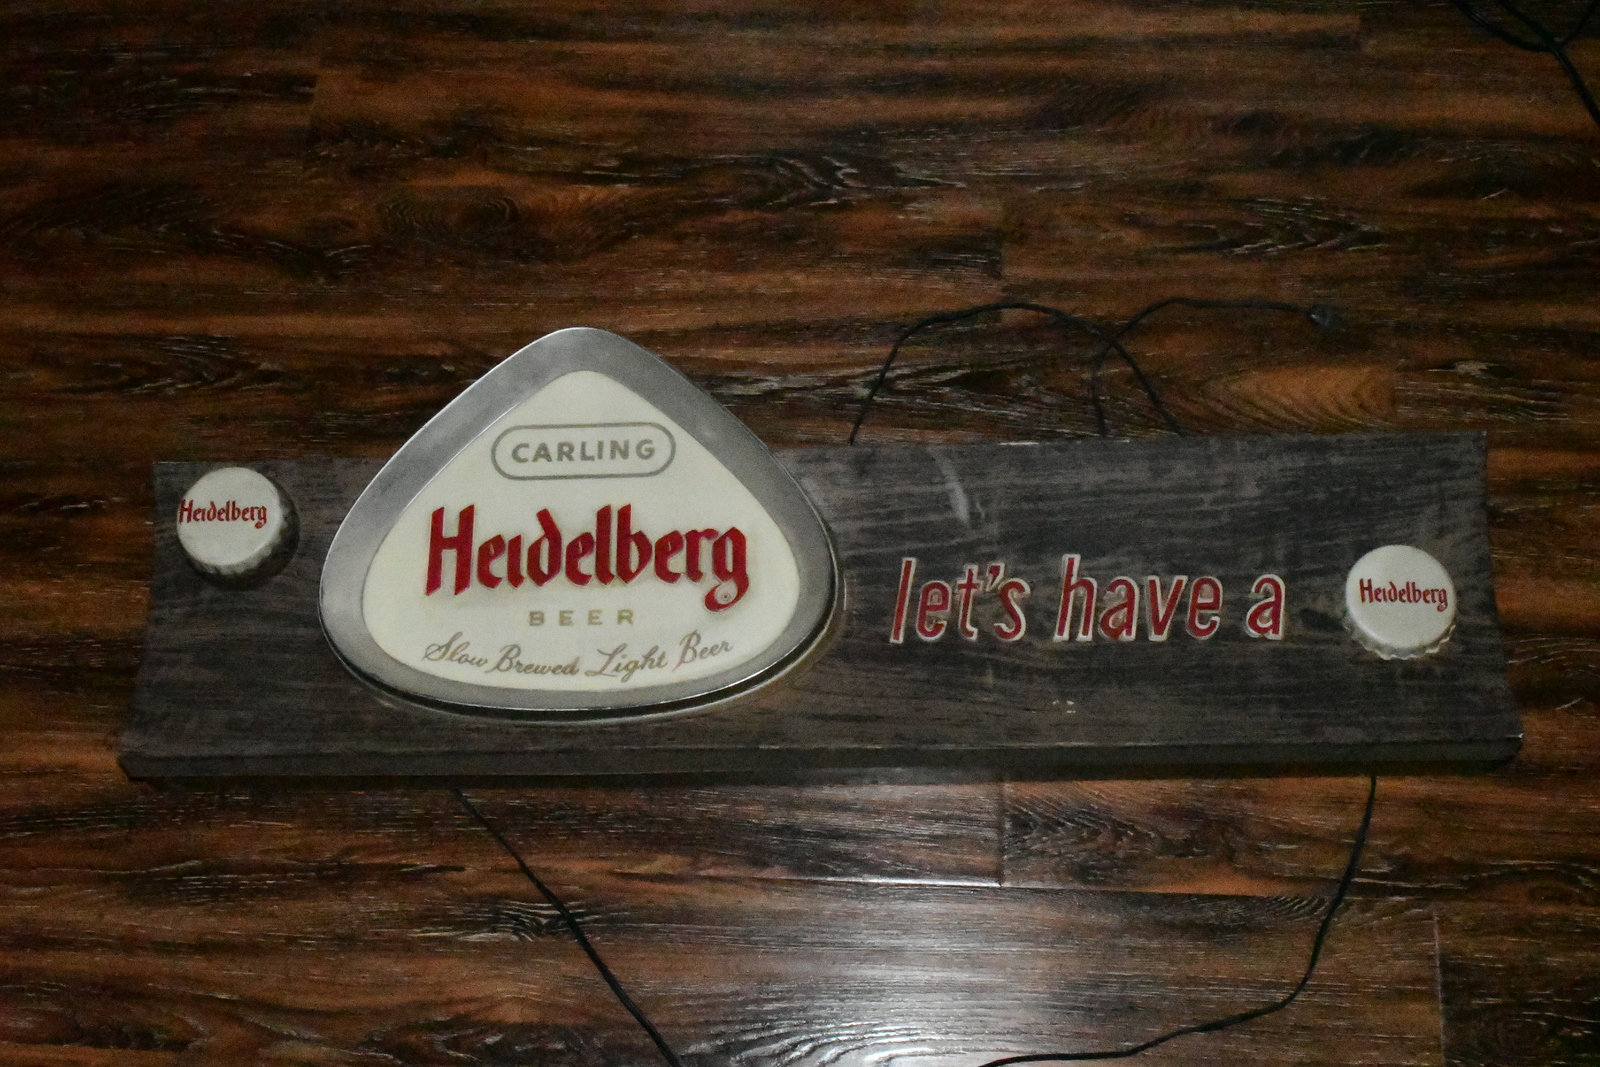 Heidelberg
CARLING
Heidelberg
BEER
Slow Brewed Light Beer
let's have a
Heidelberg